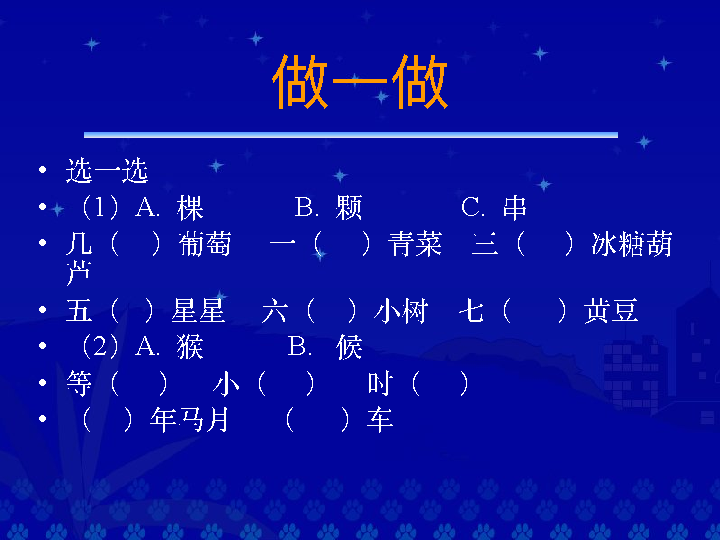 做一做
• 选一选
• （1）A. 棵 B. 颗 C. 串
• 几（ ）葡萄 一（ ）青菜 三（ ）冰糖葫
芦
• 五（ ）星星 六（ ）小树 七（ ）黄豆
• （2）A. 猴 B. 候
• 等（ ） 小（ ） 时（ ）
• （ ）年马月 （ ）车